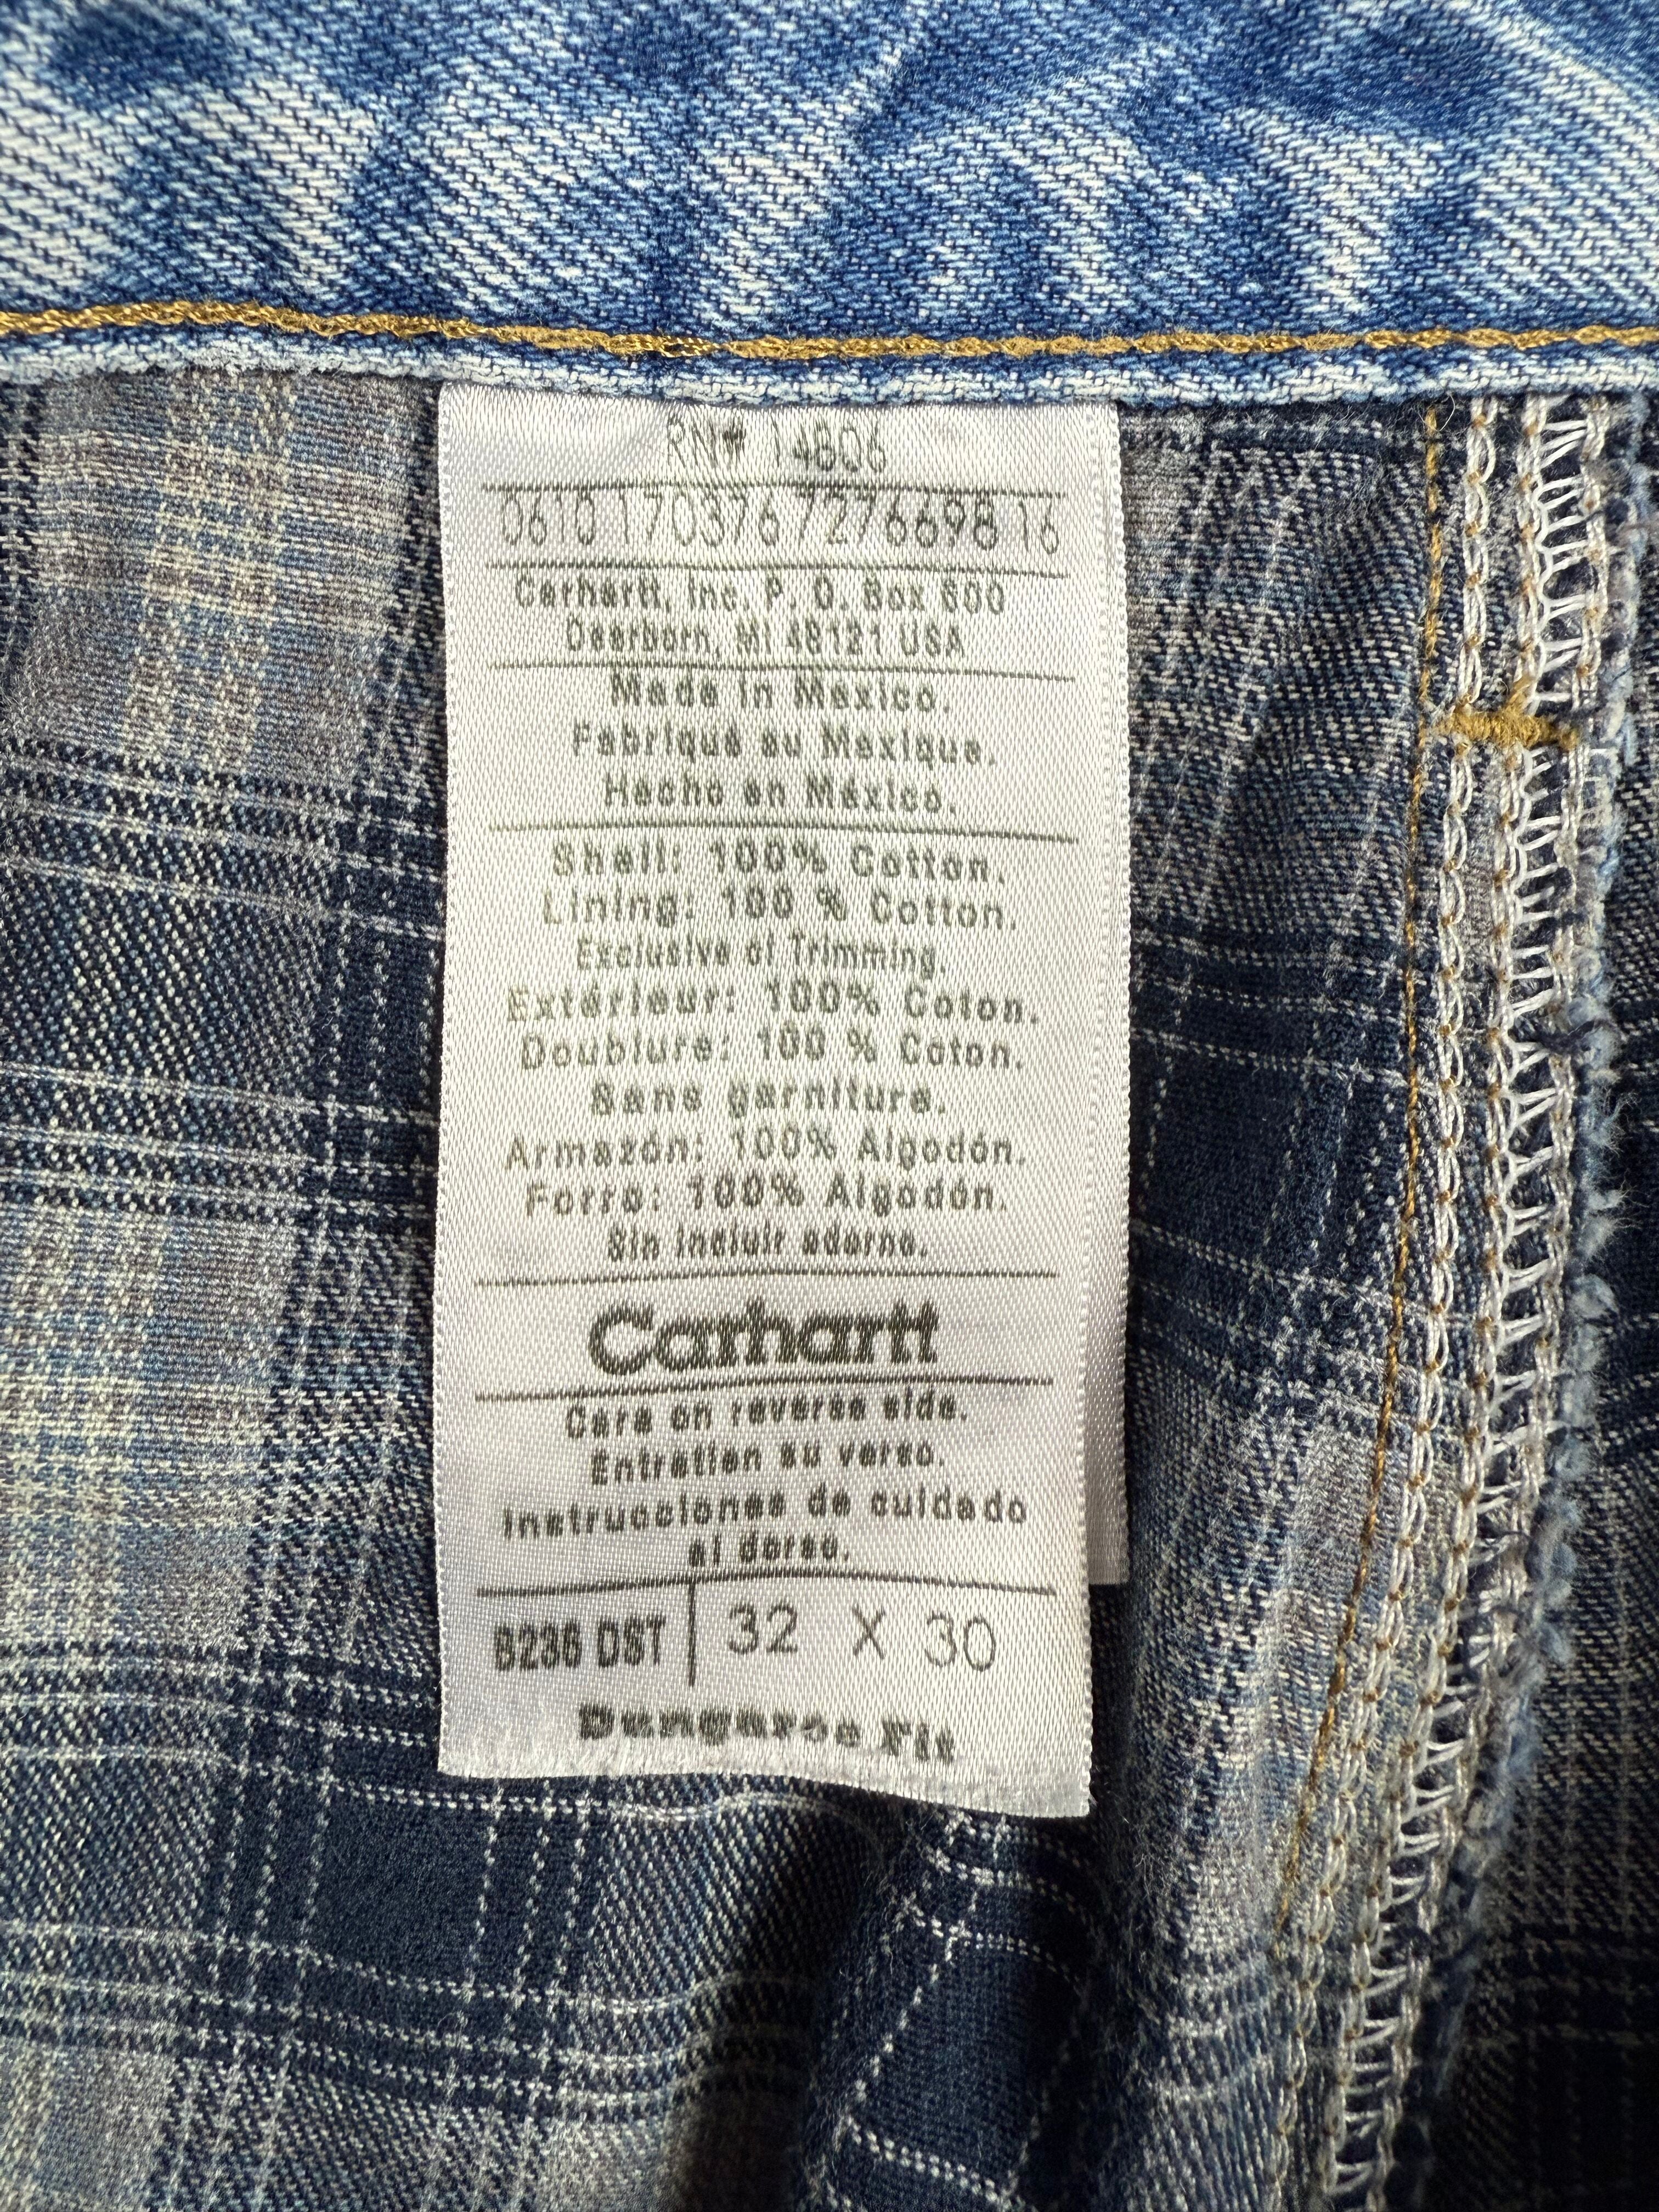 RN# 14806
0610 170376 7276698 16
Carhartt, Inc. P. O. Box 600
Dearborn, MI 48121 USA
Made in Mexico.
Fabrique au Mexique.
Hecho en México.
Shell: 100% Cotton.
Lining: 100 % Cotton.
Exclusive of Trimming.
Extérieur: 100% Coton.
Doublure: 100 % Coton.
Sans garniture.
Armazón: 100% Algodón.
Forro: 100% Algodón.
Sin incluir adorno.
Carhartt
Care on reverse side.
Entretien au verso.
Instrucciones de cuidado
al dorso.
B236 DST 32 X 30
Dungaree Fit